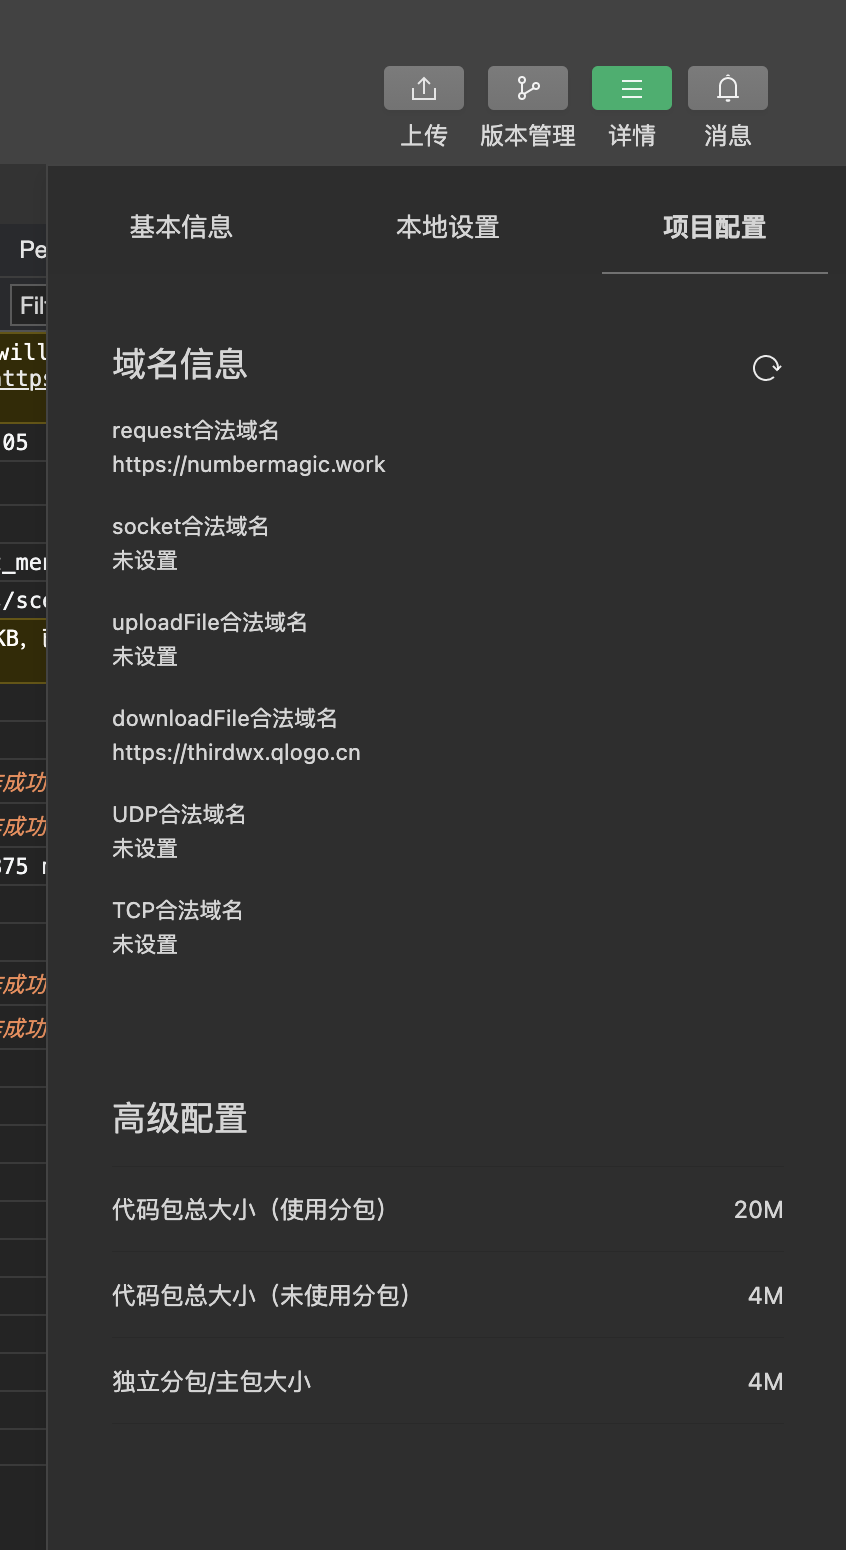 上传
版本管理
详情
消息
基本信息
本地设置
项目配置
Pe
Fil
will
https
05
_mer
/sce
KB,
成功
成功
375
成功
成功
域名信息
request合法域名
https://numbermagic.work
socket合法域名
未设置
uploadFile合法域名
未设置
downloadFile合法域名
https://thirdwx.qlogo.cn
UDP合法域名
未设置
TCP合法域名
未设置
高级配置
代码包总大小（使用分包） 20M
代码包总大小（未使用分包） 4M
独立分包/主包大小 4M